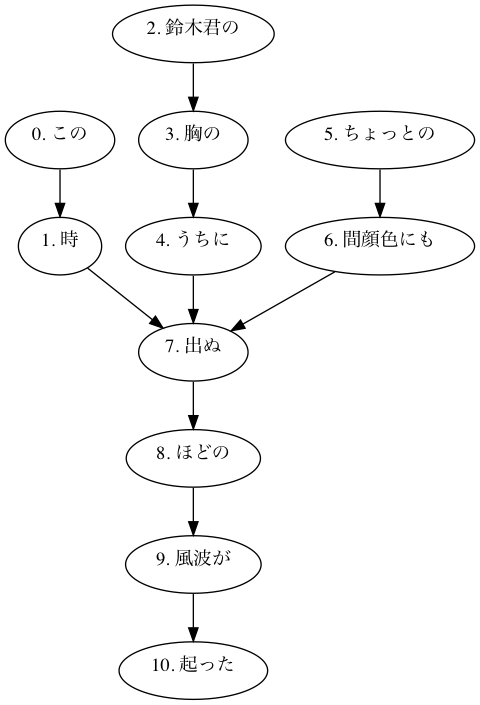 2. 鈴木君の
0. この
3. 胸の
5. ちょっとの
1. 時
4. うちに
6. 間顔色にも
7. 出ぬ
8. ほどの
9. 風波が
10. 起った